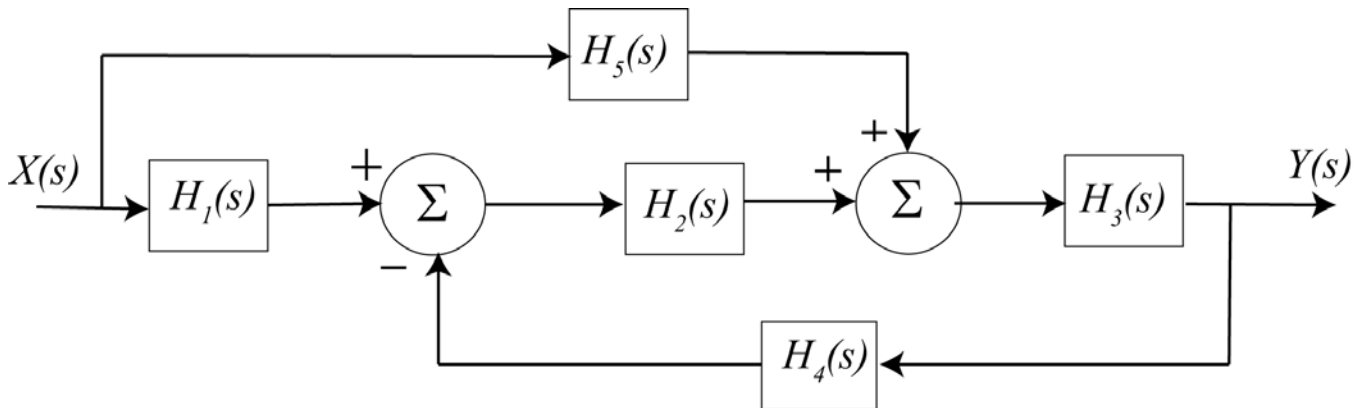 H₅(s)
+
X(s) H₁(s) + Σ H₂(s) + Σ H₃(s) Y(s)
−
H₄(s)